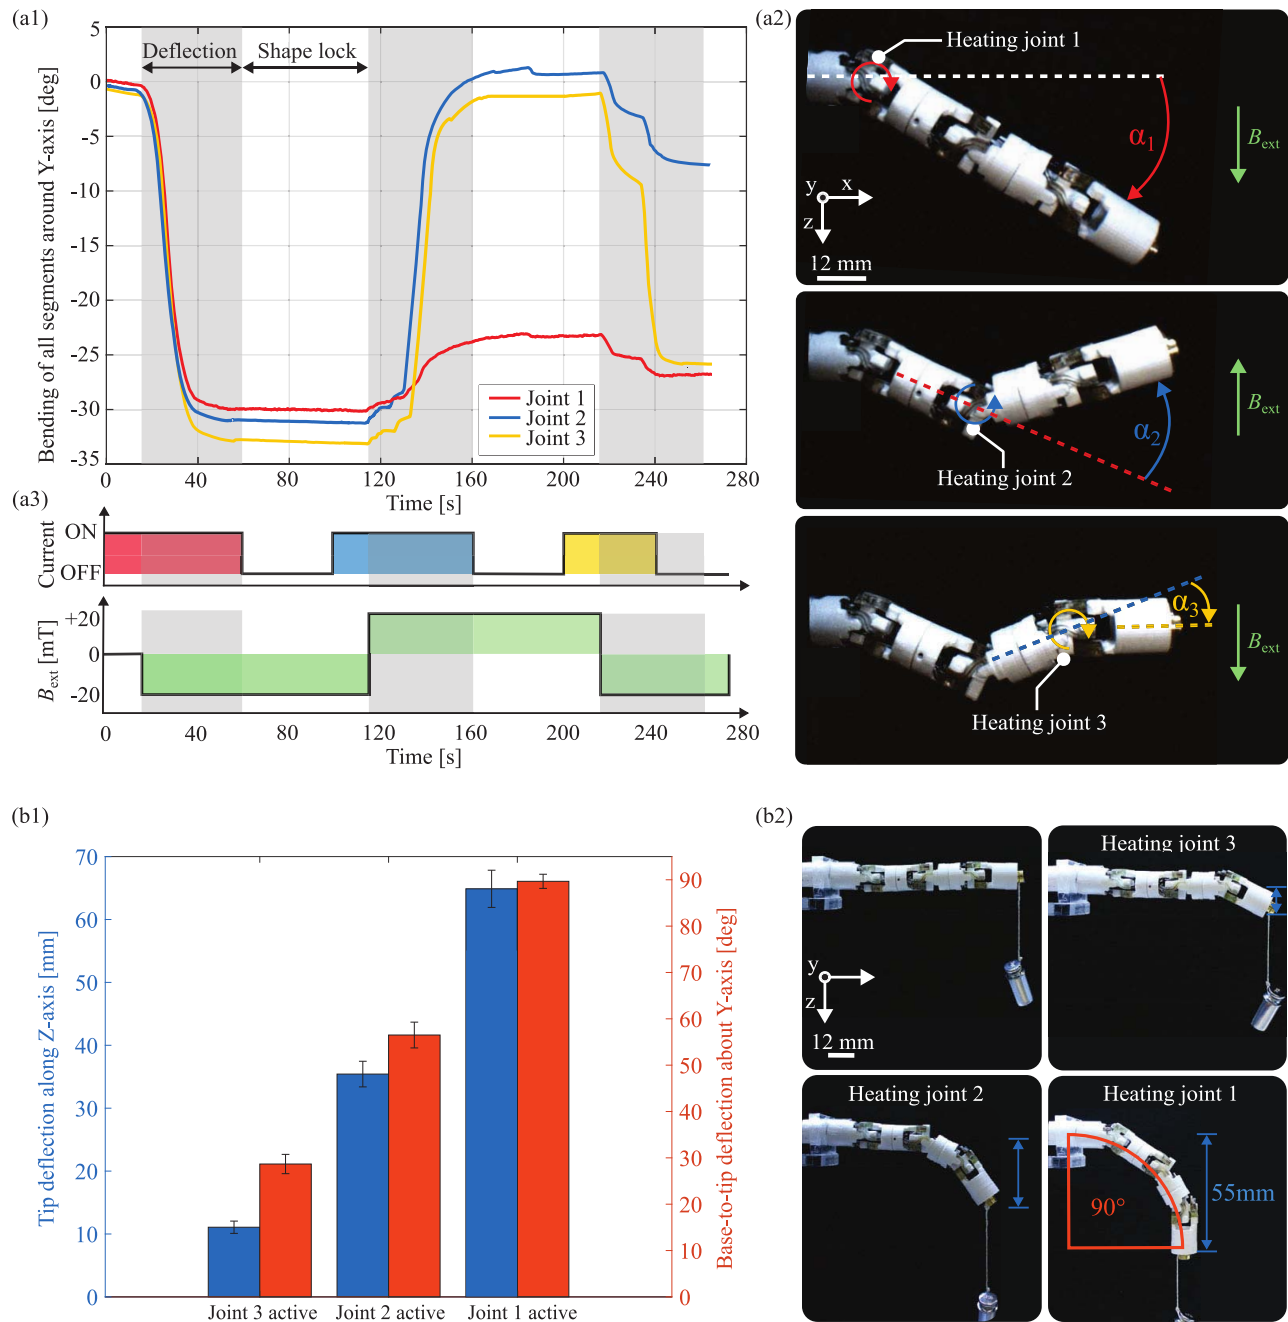 (a1)
Bending of all segments around Y-axis [deg]
5
0
-5
-10
-15
-20
-25
-30
-35
Deflection
Shape lock
Joint 1
Joint 2
Joint 3
0 40 80 120 160 200 240 280
Time [s]
(a2)
Heating joint 1
α1
Bext
y
x
z
12 mm
α2
Bext
Heating joint 2
α3
Bext
Heating joint 3
(a3)
Current
ON
OFF
Bext [mT]
+20
0
-20
0 40 80 120 160 200 240 280
Time [s]
(b1)
Tip deflection along Z-axis [mm]
70
60
50
40
30
20
10
0
Base-to-tip deflection about Y-axis [deg]
90
80
70
60
50
40
30
20
10
0
Joint 3 active
Joint 2 active
Joint 1 active
(b2)
y
z
12 mm
Heating joint 3
Heating joint 2
Heating joint 1
90°
55mm